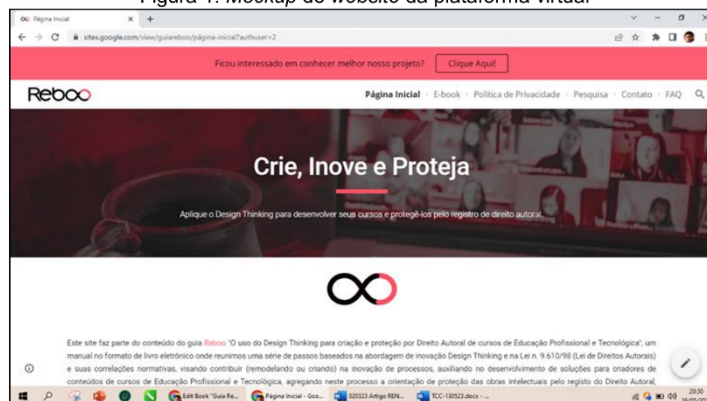 Figura 1: Mockup do website da plataforma virtual
Página Inicial
sites.google.com/view/guiareboo/página-inicial?authuser=2
Ficou interessado em conhecer melhor nosso projeto? Clique Aqui!
Reboo Página Inicial E-book Política de Privacidade Pesquisa Contato FAQ
Crie, Inove e Proteja
Aplique o Design Thinking para desenvolver seus cursos e protegê-los pelo registro de direito autoral.
Este site faz parte do conteúdo do guia Reboo "O uso do Design Thinking para criação e proteção por Direito Autoral de cursos de Educação Profissional e Tecnológica", um
manual no formato de livro eletrônico onde reunimos uma série de passos baseados na abordagem de inovação Design Thinking e na Lei n. 9.610/98 (Lei de Direitos Autorais)
e suas correlações normativas, visando contribuir (remodelando ou criando) na inovação de processos, auxiliando no desenvolvimento de soluções para criadores de
conteúdos de cursos de Educação Profissional e Tecnológica, agregando neste processo a orientação de proteção das obras intelectuais pelo registo do Direito Autoral,
Edit Book "Guia Re... Página Inicial - Goo... 020323 Artigo REN... TCC-130523.docx - ... 20:30